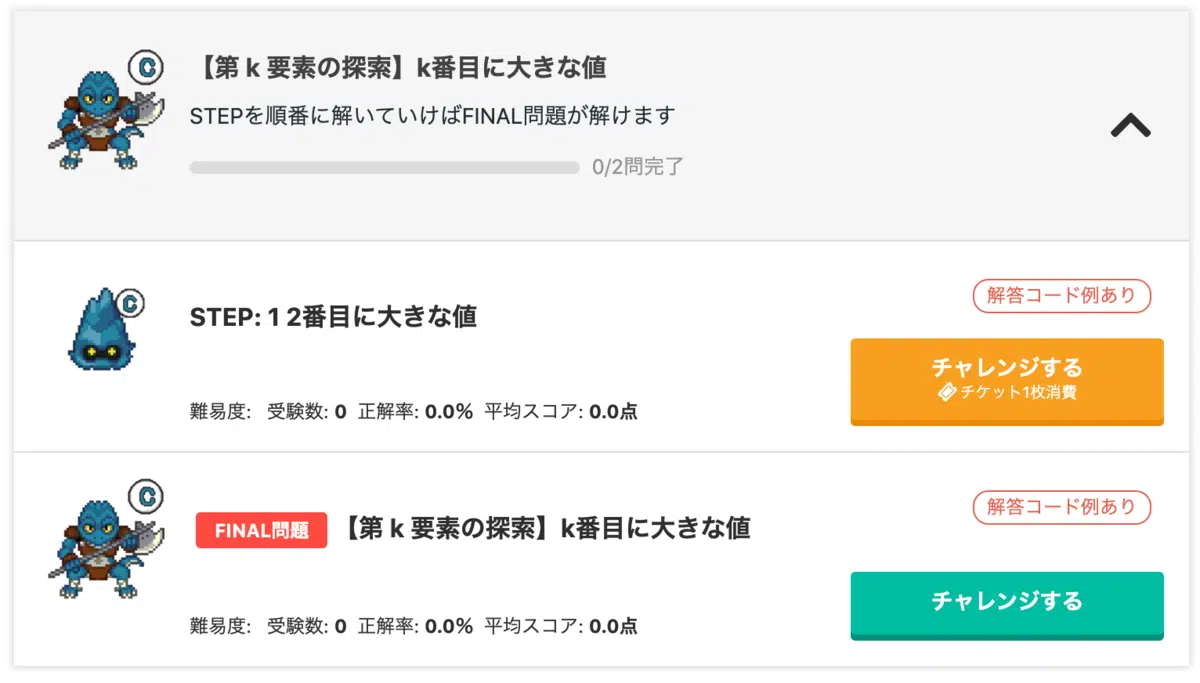 C
【第 k 要素の探索】k番目に大きな値
STEPを順番に解いていけばFINAL問題が解けます
0/2問完了
解答コード例あり
C
STEP: 1 2番目に大きな値
チャレンジする
チケット1枚消費
難易度: 受験数: 0 正解率: 0.0% 平均スコア: 0.0点
C
解答コード例あり
FINAL問題 【第 k 要素の探索】k番目に大きな値
チャレンジする
難易度: 受験数: 0 正解率: 0.0% 平均スコア: 0.0点